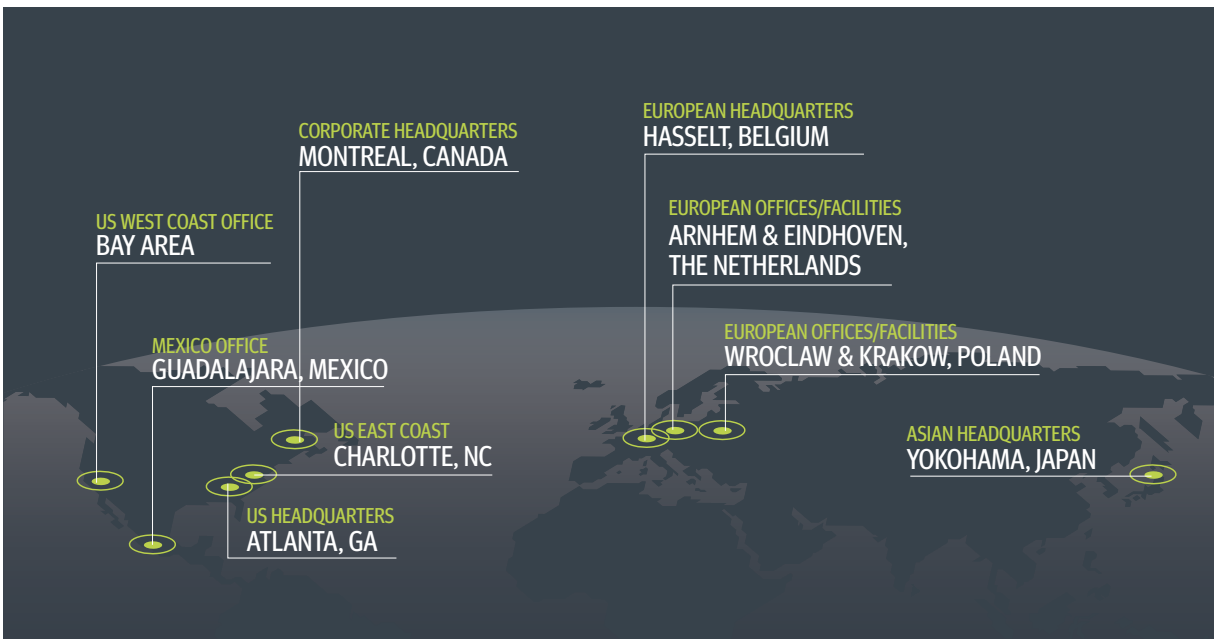 CORPORATE HEADQUARTERS
MONTREAL, CANADA
EUROPEAN HEADQUARTERS
HASSELT, BELGIUM
US WEST COAST OFFICE
BAY AREA
EUROPEAN OFFICES/FACILITIES
ARNHEM & EINDHOVEN,
THE NETHERLANDS
MEXICO OFFICE
GUADALAJARA, MEXICO
EUROPEAN OFFICES/FACILITIES
WROCLAW & KRAKOW, POLAND
US EAST COAST
CHARLOTTE, NC
ASIAN HEADQUARTERS
YOKOHAMA, JAPAN
US HEADQUARTERS
ATLANTA, GA